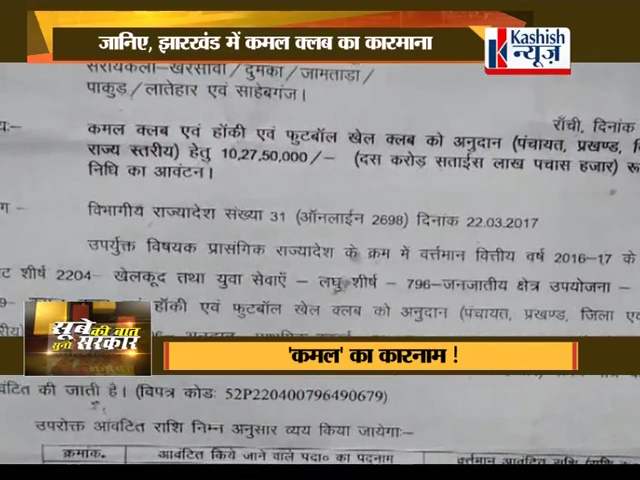 जानिए, झारखंड में कमल क्लब का कारमाना
Kashish
न्यूज़
सरायकेला-खरसांवा/दुमका/जामताड़ा/
पाकुड़/लातेहार एवं साहेबगंज।
राँची, दिनांक
कमल क्लब एवं हॉकी एवं फुटबॉल खेल क्लब को अनुदान (पंचायत, प्रखण्ड,
राज्य स्तरीय) हेतु 10,27,50,000/- (दस करोड़ सताईस लाख पचास हजार) रू
निधि का आवंटन।
विभागीय राज्यादेश संख्या 31 (ऑनलाईन 2698) दिनांक 22.03.2017
उपर्युक्त विषयक प्रासंगिक राज्यादेश के क्रम में वर्त्तमान वित्तीय वर्ष 2016-17 के
शीर्ष 2204- खेलकूद तथा युवा सेवाएँ - लघु शीर्ष - 796-जनजातीय क्षेत्र उपयोजना -
हॉकी एवं फुटबॉल खेल क्लब को अनुदान (पंचायत, प्रखण्ड, जिला एवं
सूबे की बात
सुनो सरकार
'कमल' का कारनाम !
आवंटित की जाती है। (विपत्र कोडः 52P220400796490679)
उपरोक्त आंवटित राशि निम्न अनुसार व्यय किया जायेगाः-
क्रमांक. आवंटित किये जाने वाले पदा० का पदनाम वर्त्तमान आवंटित राशि